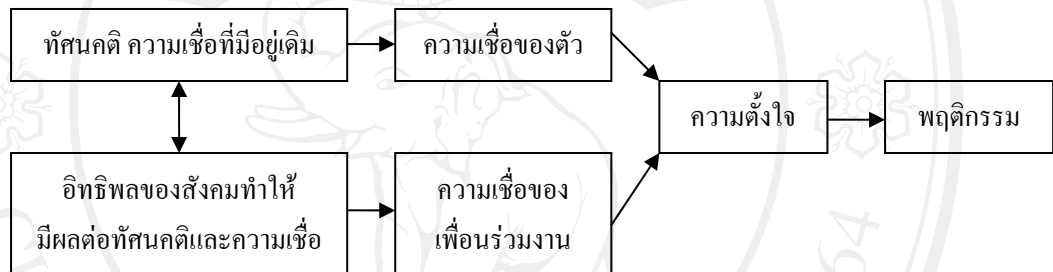 ทัศนคติ ความเชื่อที่มีอยู่เดิม
ความเชื่อของตัว
ความตั้งใจ
พฤติกรรม
อิทธิพลของสังคมทำให้
มีผลต่อทัศนคติและความเชื่อ
ความเชื่อของ
เพื่อนร่วมงาน
64